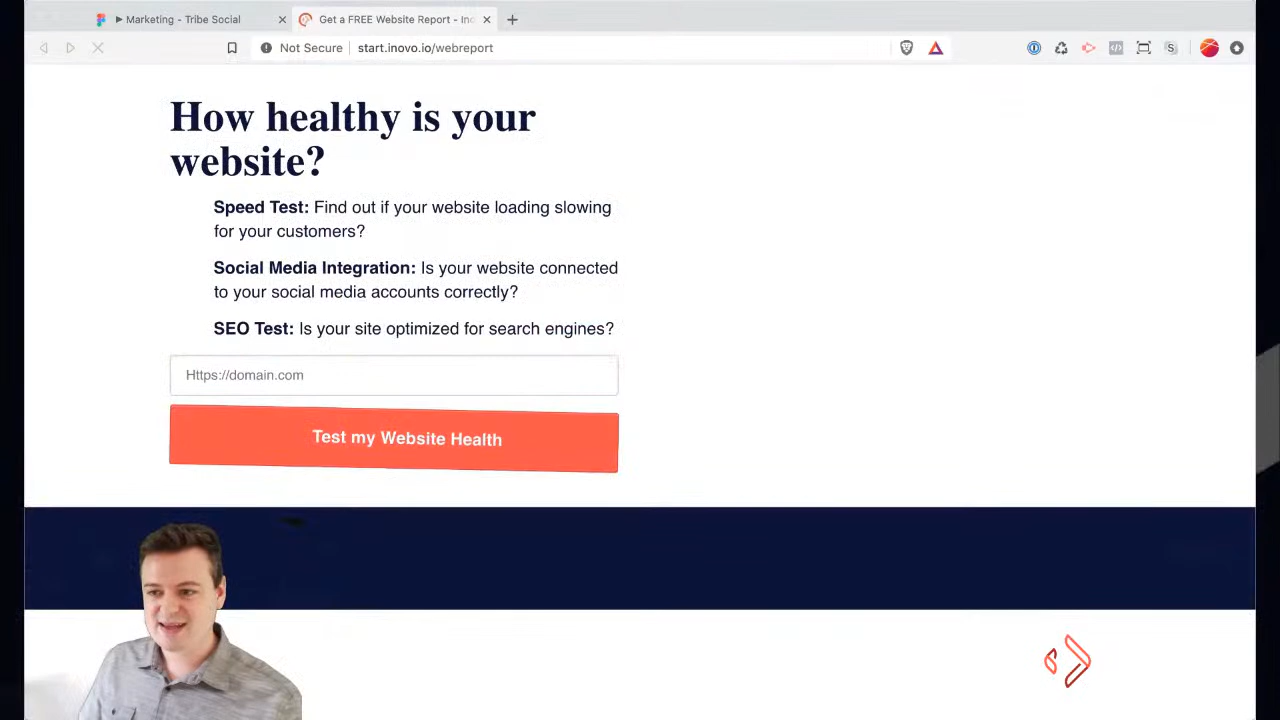 Marketing - Tribe Social
Get a FREE Website Report - Ino
Not Secure start.inovo.io/webreport
How healthy is your
website?
Speed Test: Find out if your website loading slowing
for your customers?
Social Media Integration: Is your website connected
to your social media accounts correctly?
SEO Test: Is your site optimized for search engines?
Https://domain.com
Test my Website Health